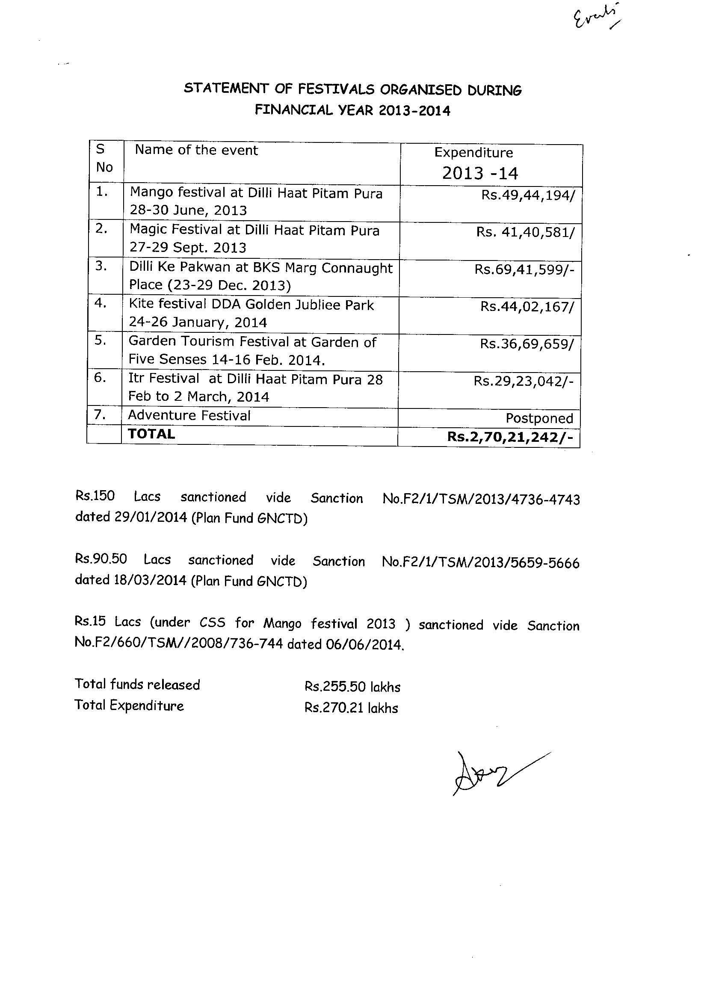 Events
STATEMENT OF FESTIVALS ORGANISED DURING
FINANCIAL YEAR 2013-2014
S No Name of the event Expenditure 2013 -14
1. Mango festival at Dilli Haat Pitam Pura Rs.49,44,194/
28-30 June, 2013
2. Magic Festival at Dilli Haat Pitam Pura Rs. 41,40,581/
27-29 Sept. 2013
3. Dilli Ke Pakwan at BKS Marg Connaught Rs.69,41,599/-
Place (23-29 Dec. 2013)
4. Kite festival DDA Golden Jubliee Park Rs.44,02,167/
24-26 January, 2014
5. Garden Tourism Festival at Garden of Rs.36,69,659/
Five Senses 14-16 Feb. 2014.
6. Itr Festival at Dilli Haat Pitam Pura 28 Rs.29,23,042/-
Feb to 2 March, 2014
7. Adventure Festival Postponed
TOTAL Rs.2,70,21,242/-
Rs.150 Lacs sanctioned vide Sanction No.F2/1/TSM/2013/4736-4743
dated 29/01/2014 (Plan Fund GNCTD)
Rs.90.50 Lacs sanctioned vide Sanction No.F2/1/TSM/2013/5659-5666
dated 18/03/2014 (Plan Fund GNCTD)
Rs.15 Lacs (under CSS for Mango festival 2013 ) sanctioned vide Sanction
No.F2/660/TSM//2008/736-744 dated 06/06/2014.
Total funds released Rs.255.50 lakhs
Total Expenditure Rs.270.21 lakhs